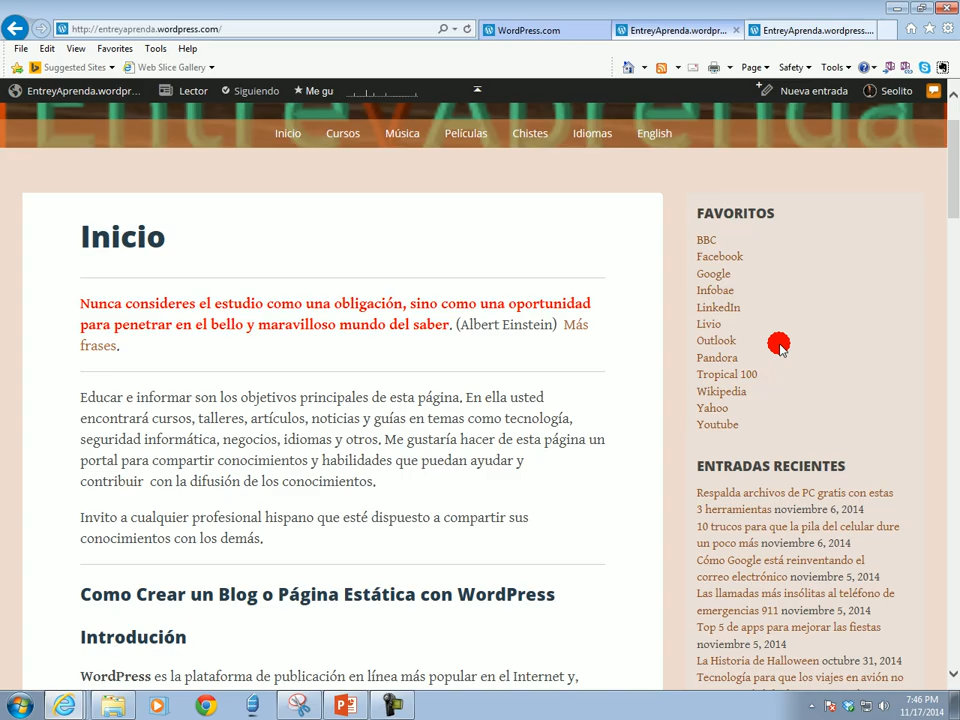 http://entreyaprenda.wordpress.com/
WordPress.com
EntreyAprenda.wordpr...
EntreyAprenda.wordpress....
File Edit View Favorites Tools Help
Suggested Sites Web Slice Gallery
Page Safety Tools
EntreyAprenda.wordpr... Lector Siguiendo Me gu Nueva entrada Seolito
EntreyAprenda
Inicio Cursos Música Películas Chistes Idiomas English
Inicio
Nunca consideres el estudio como una obligación, sino como una oportunidad
para penetrar en el bello y maravilloso mundo del saber. (Albert Einstein) Más
frases.
Educar e informar son los objetivos principales de esta página. En ella usted
encontrará cursos, talleres, artículos, noticias y guías en temas como tecnología,
seguridad informática, negocios, idiomas y otros. Me gustaría hacer de esta página un
portal para compartir conocimientos y habilidades que puedan ayudar y
contribuir con la difusión de los conocimientos.
Invito a cualquier profesional hispano que esté dispuesto a compartir sus
conocimientos con los demás.
Como Crear un Blog o Página Estática con WordPress
Introdución
WordPress es la plataforma de publicación en línea más popular en el Internet y,
FAVORITOS
BBC
Facebook
Google
Infobae
LinkedIn
Livio
Outlook
Pandora
Tropical 100
Wikipedia
Yahoo
Youtube
ENTRADAS RECIENTES
Respalda archivos de PC gratis con estas
3 herramientas noviembre 6, 2014
10 trucos para que la pila del celular dure
un poco más noviembre 6, 2014
Cómo Google está reinventando el
correo electrónico noviembre 5, 2014
Las llamadas más insólitas al teléfono de
emergencias 911 noviembre 5, 2014
Top 5 de apps para mejorar las fiestas
noviembre 5, 2014
La Historia de Halloween octubre 31, 2014
Tecnología para que los viajes en avión no
7:46 PM
11/17/2014